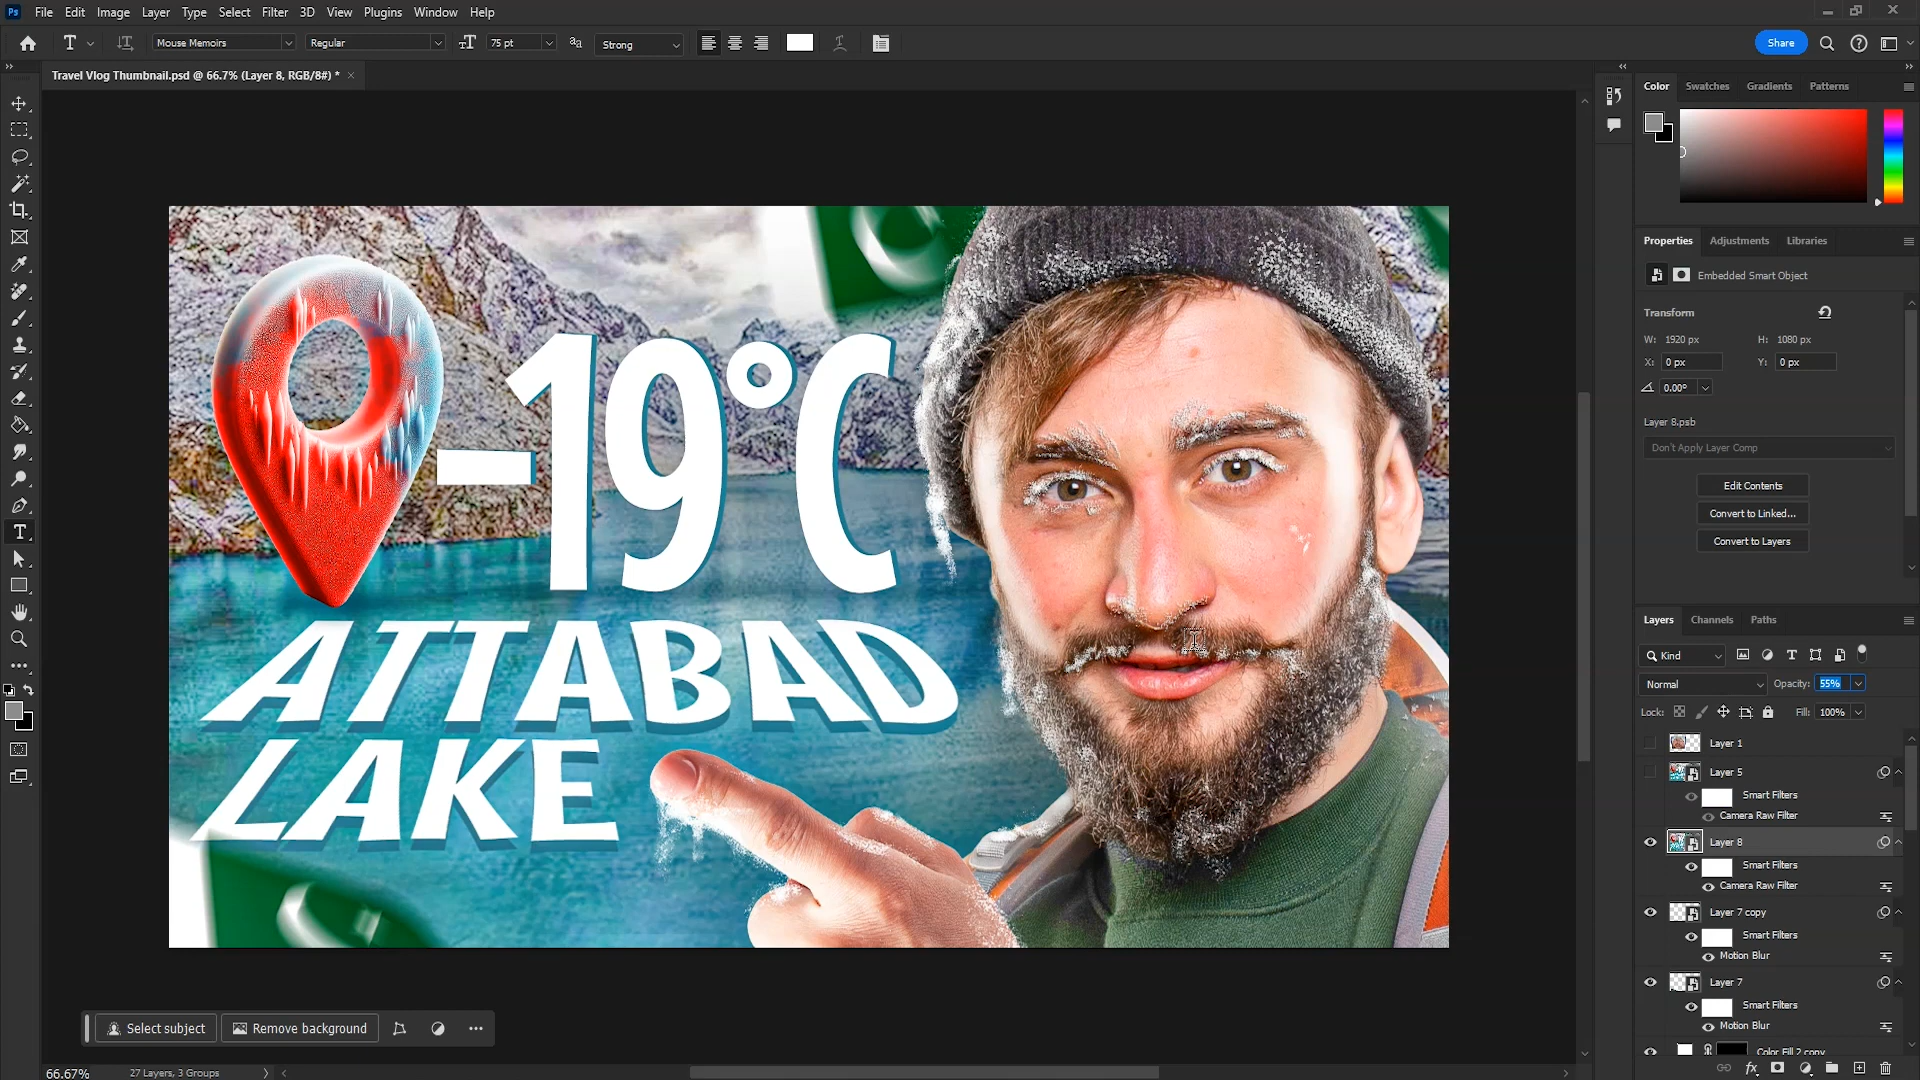 Ps File Edit Image Layer Type Select Filter 3D View Plugins Window Help
T Mouse Memoirs Regular 75 pt Strong Share
Travel Vlog Thumbnail.psd @ 66.7% (Layer 8, RGB/8#) *
-19°C
ATTABAD
LAKE
Select subject Remove background
66.67% 27 Layers, 3 Groups
Color Swatches Gradients Patterns
Properties Adjustments Libraries
Embedded Smart Object
Transform
W: 1920 px H: 1080 px
X: 0 px Y: 0 px
0.00°
Layer 8.psb
Don't Apply Layer Comp
Edit Contents
Convert to Linked...
Convert to Layers
Layers Channels Paths
Kind
Normal Opacity: 55%
Lock: Fill: 100%
Layer 1
Layer 5
Smart Filters
Camera Raw Filter
Layer 8
Smart Filters
Camera Raw Filter
Layer 7 copy
Smart Filters
Motion Blur
Layer 7
Smart Filters
Motion Blur
Color Fill 2 copy